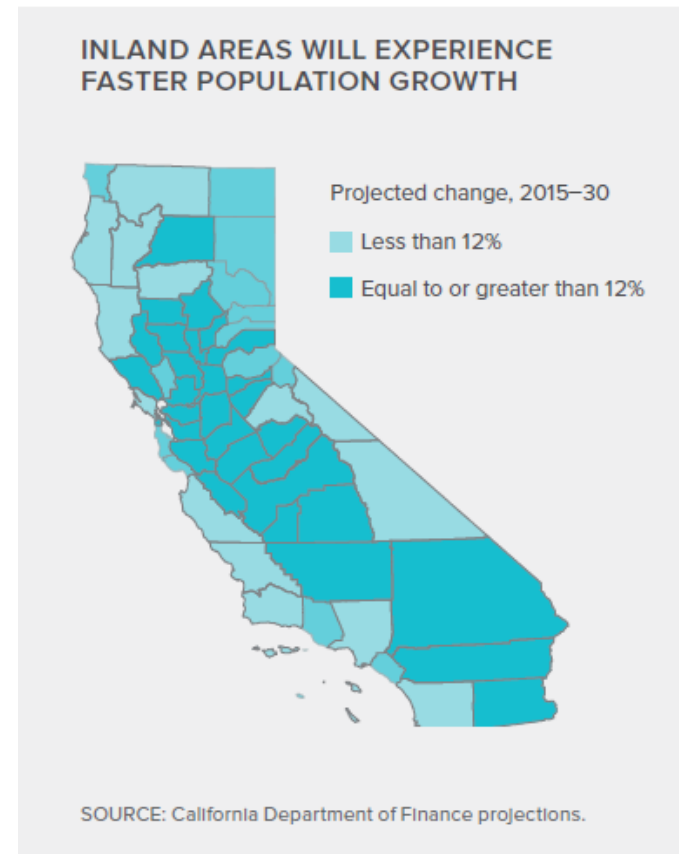 INLAND AREAS WILL EXPERIENCE
FASTER POPULATION GROWTH
Projected change, 2015–30
Less than 12%
Equal to or greater than 12%
SOURCE: California Department of Finance projections.